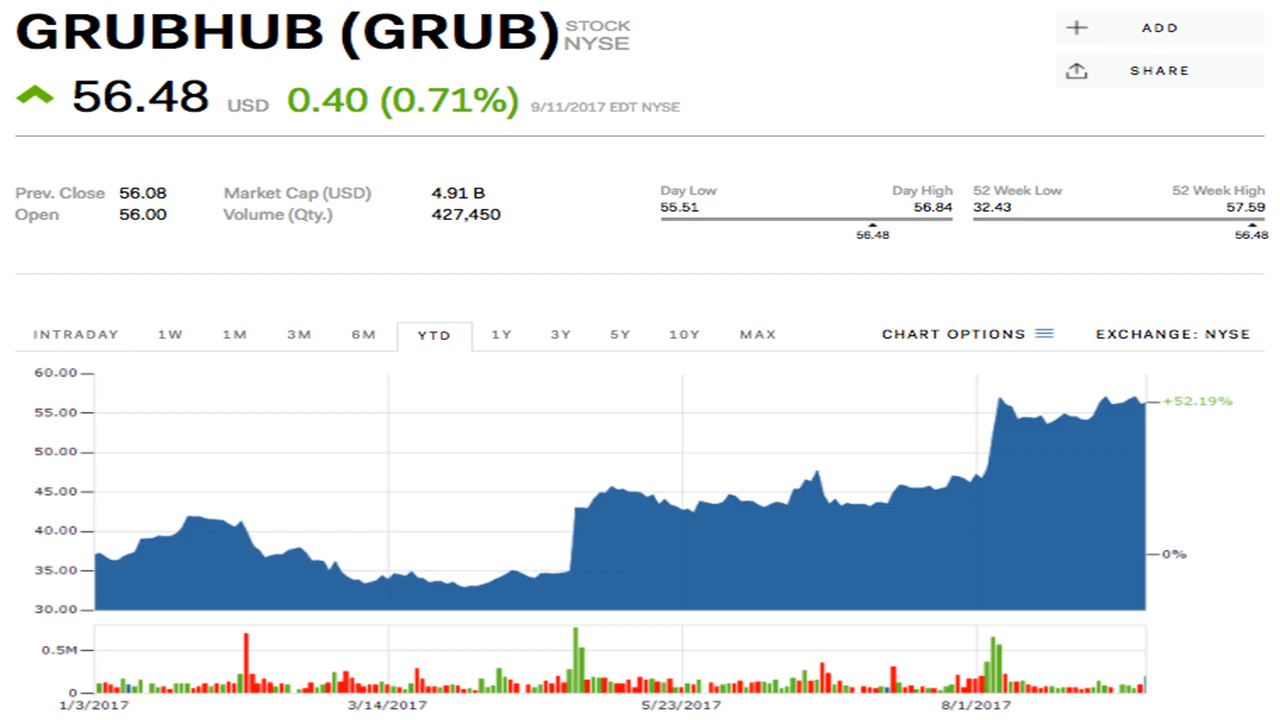 GRUBHUB (GRUB) STOCK NYSE
ADD
SHARE
56.48 USD 0.40 (0.71%) 9/11/2017 EDT NYSE
Prev. Close 56.08 Market Cap (USD) 4.91 B
Open 56.00 Volume (Qty.) 427,450
Day Low Day High 52 Week Low 52 Week High
55.51 56.84 32.43 57.59
56.48 56.48
INTRADAY 1W 1M 3M 6M YTD 1Y 3Y 5Y 10Y MAX CHART OPTIONS EXCHANGE: NYSE
60.00
55.00
+52.19%
50.00
45.00
40.00
0%
35.00
30.00
0.5M
0
1/3/2017 3/14/2017 5/23/2017 8/1/2017